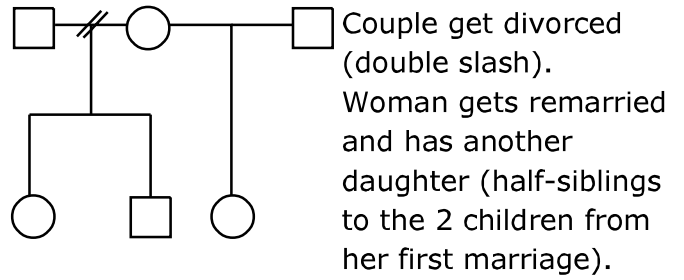 Couple get divorced
(double slash).
Woman gets remarried
and has another
daughter (half-siblings
to the 2 children from
her first marriage).